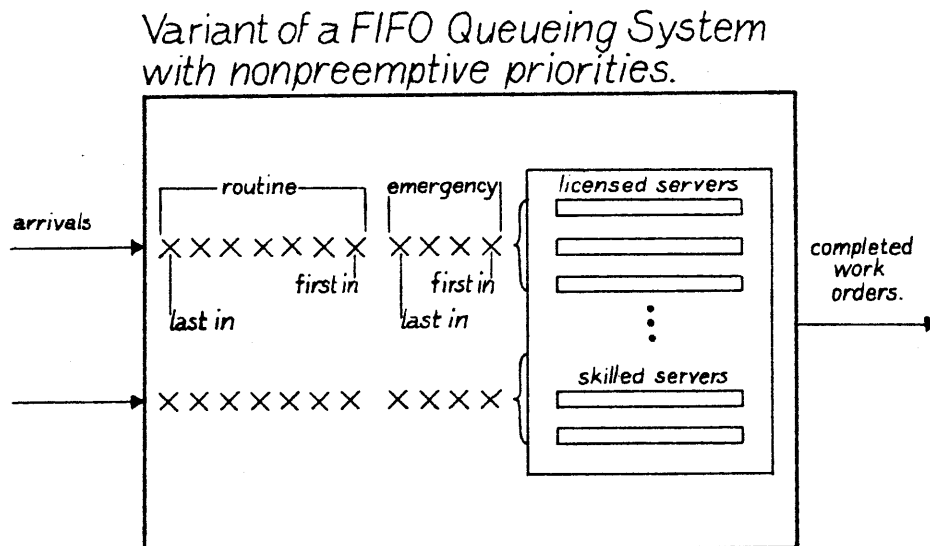 Variant of a FIFO Queueing System
with nonpreemptive priorities.
routine
emergency
licensed servers
arrivals
first in
first in
last in
last in
completed
work
orders.
skilled servers